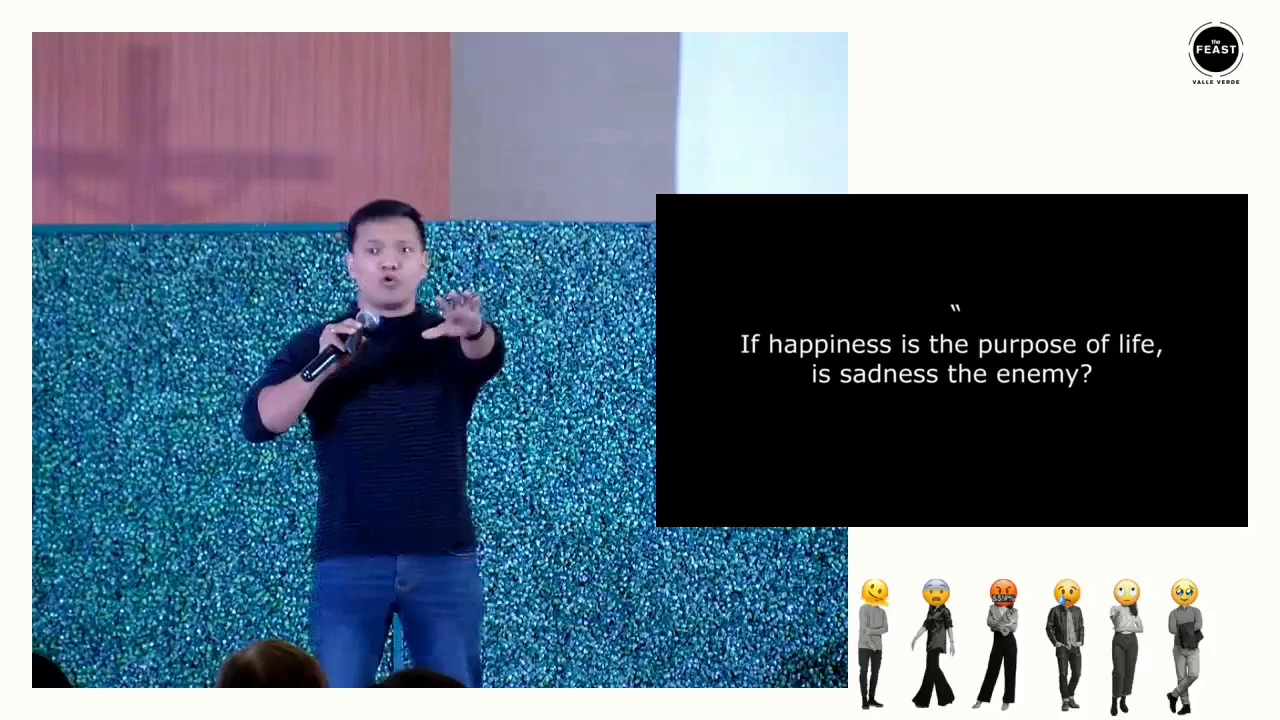 the
FEAST
VALLE VERDE
“
If happiness is the purpose of life,
is sadness the enemy?
&$!#%